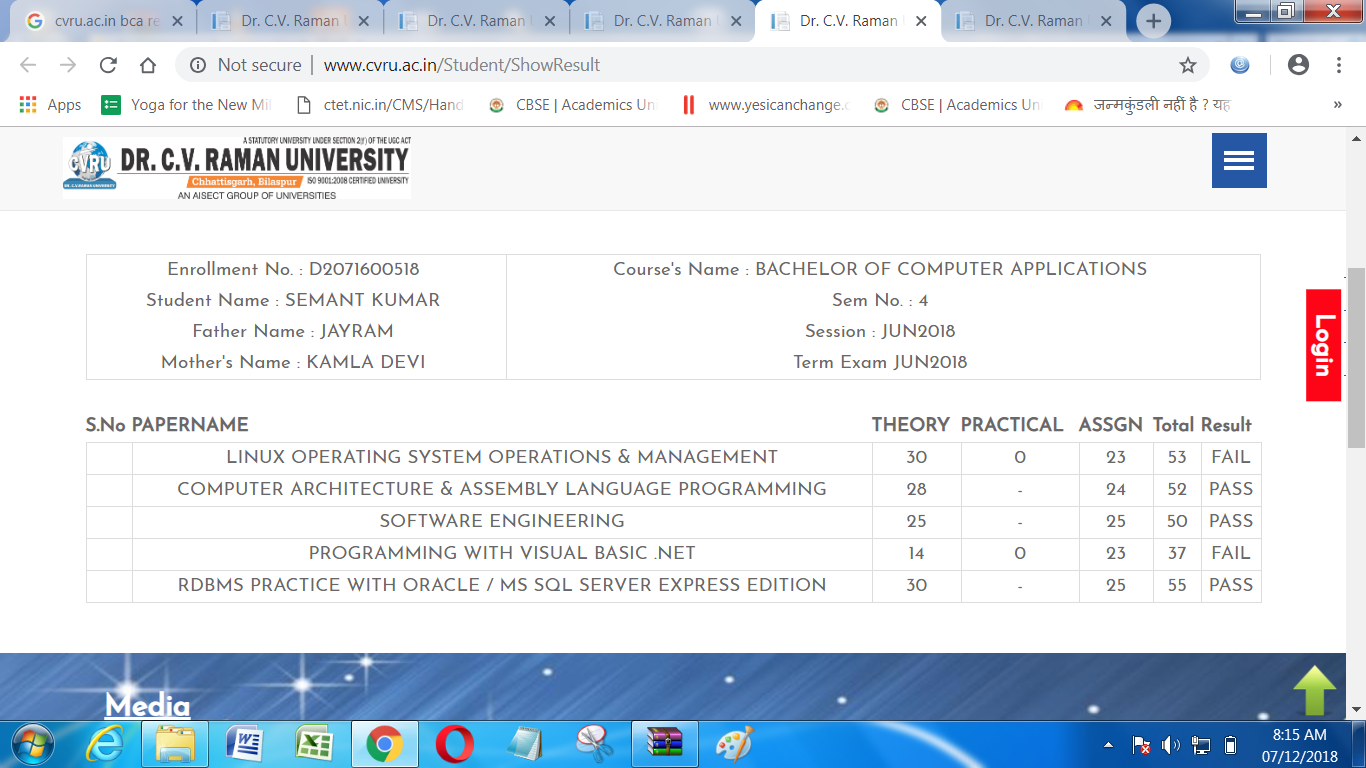 cvru.ac.in bca re
Dr. C.V. Raman
Dr. C.V. Raman
Dr. C.V. Raman
Dr. C.V. Raman
Dr. C.V. Raman
Not secure | www.cvru.ac.in/Student/ShowResult
Apps Yoga for the New Mil ctet.nic.in/CMS/Hand CBSE | Academics Un www.yesicanchange.c CBSE | Academics Un जन्मकुंडली नहीं है ? यह »
A STATUTORY UNIVERSITY UNDER SECTION 2(F) OF THE UGC ACT
CVRU DR. C.V. RAMAN UNIVERSITY
DR. C.V.RAMAN UNIVERSITY Chhattisgarh, Bilaspur ISO 9001:2008 CERTIFIED UNIVERSITY
AN AISECT GROUP OF UNIVERSITIES
Enrollment No. : D2071600518 Course's Name : BACHELOR OF COMPUTER APPLICATIONS
Student Name : SEMANT KUMAR Sem No. : 4
Father Name : JAYRAM Session : JUN2018
Mother's Name : KAMLA DEVI Term Exam JUN2018
Login
S.No PAPERNAME THEORY PRACTICAL ASSGN Total Result
LINUX OPERATING SYSTEM OPERATIONS & MANAGEMENT 30 0 23 53 FAIL
COMPUTER ARCHITECTURE & ASSEMBLY LANGUAGE PROGRAMMING 28 - 24 52 PASS
SOFTWARE ENGINEERING 25 - 25 50 PASS
PROGRAMMING WITH VISUAL BASIC .NET 14 0 23 37 FAIL
RDBMS PRACTICE WITH ORACLE / MS SQL SERVER EXPRESS EDITION 30 - 25 55 PASS
Media
8:15 AM
07/12/2018